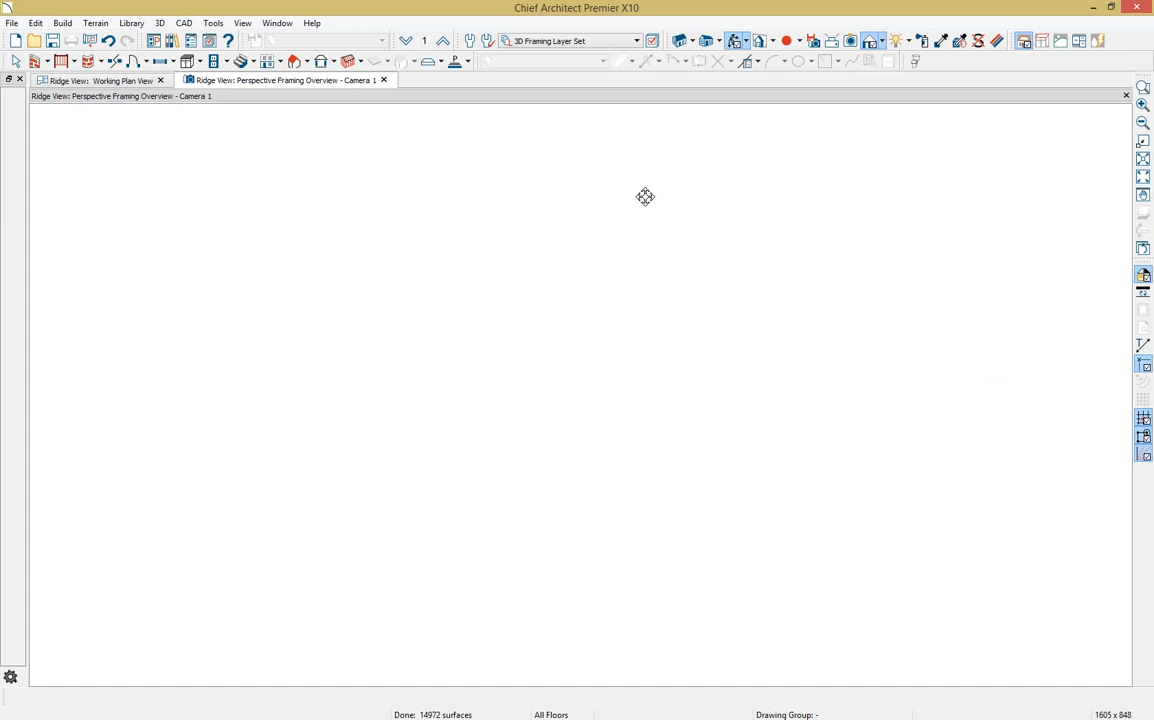 Chief Architect Premier X10
File Edit Build Terrain Library 3D CAD Tools View Window Help
1 3D Framing Layer Set
Ridge View: Working Plan View Ridge View: Perspective Framing Overview - Camera 1
Ridge View: Perspective Framing Overview - Camera 1
Done: 14972 surfaces All Floors Drawing Group: - 1605 x 848